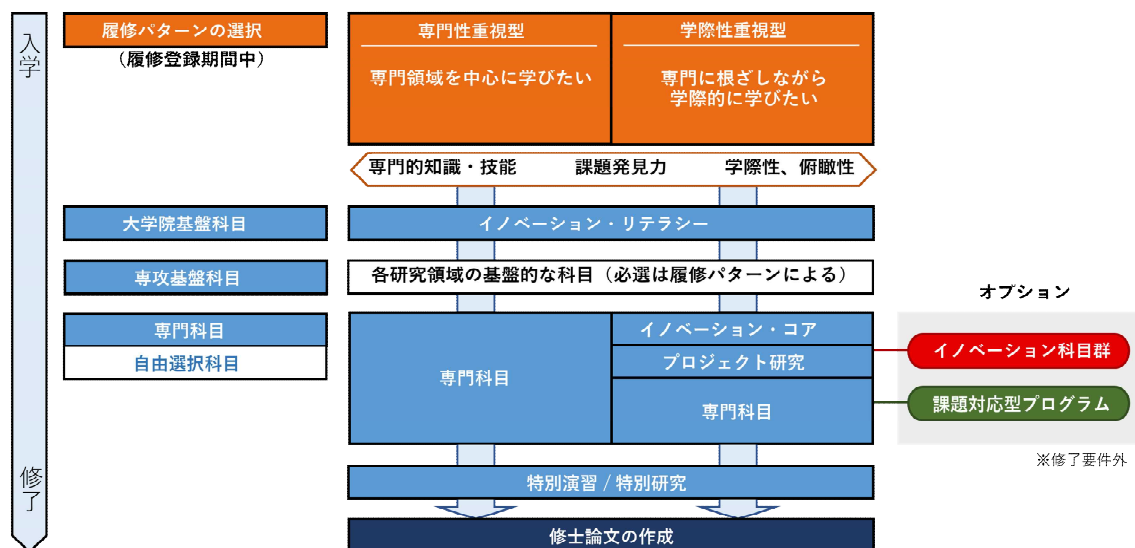 入学
履修パターンの選択
（履修登録期間中）
専門性重視型
専門領域を中心に学びたい
学際性重視型
専門に根ざしながら
学際的に学びたい
専門的知識・技能
課題発見力
学際性、俯瞰性
大学院基盤科目
イノベーション・リテラシー
専攻基盤科目
各研究領域の基盤的な科目（必選は履修パターンによる）
専門科目
自由選択科目
専門科目
イノベーション・コア
プロジェクト研究
専門科目
オプション
イノベーション科目群
課題対応型プログラム
※修了要件外
修了
特別演習 / 特別研究
修士論文の作成